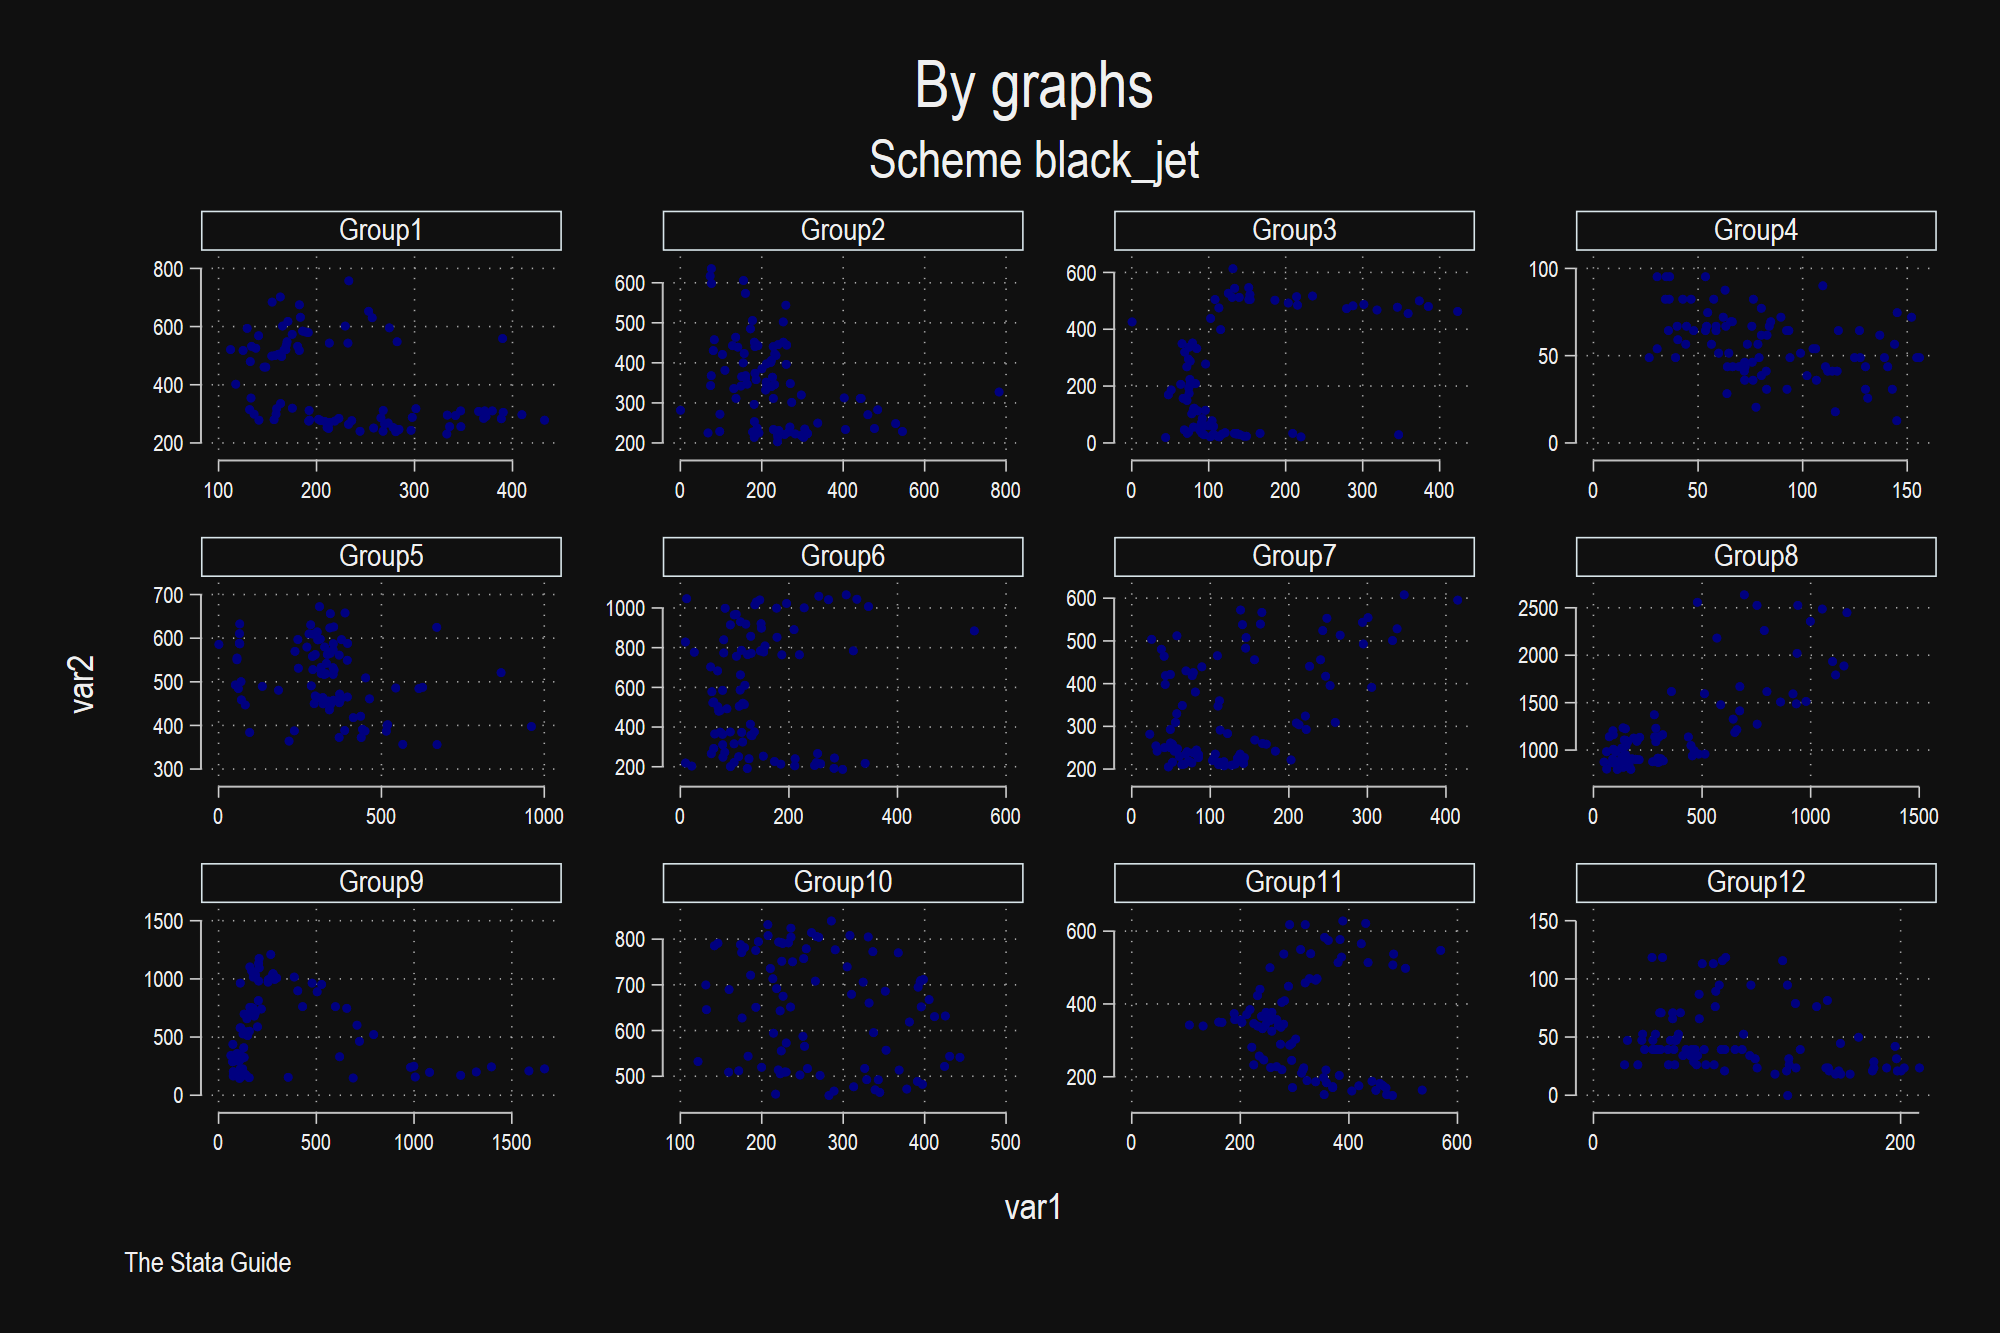 By graphs
Scheme black_jet
Group1
Group2
Group3
Group4
800
600
400
200
100 200 300 400
600
500
400
300
200
0 200 400 600 800
600
400
200
0
0 100 200 300 400
100
50
0
0 50 100 150
var2
Group5
Group6
Group7
Group8
700
600
500
400
300
0 500 1000
1000
800
600
400
200
0 200 400 600
600
500
400
300
200
0 100 200 300 400
2500
2000
1500
1000
0 500 1000 1500
Group9
Group10
Group11
Group12
1500
1000
500
0
0 500 1000 1500
800
700
600
500
100 200 300 400 500
600
400
200
0 200 400 600
150
100
50
0
0 200
var1
The Stata Guide